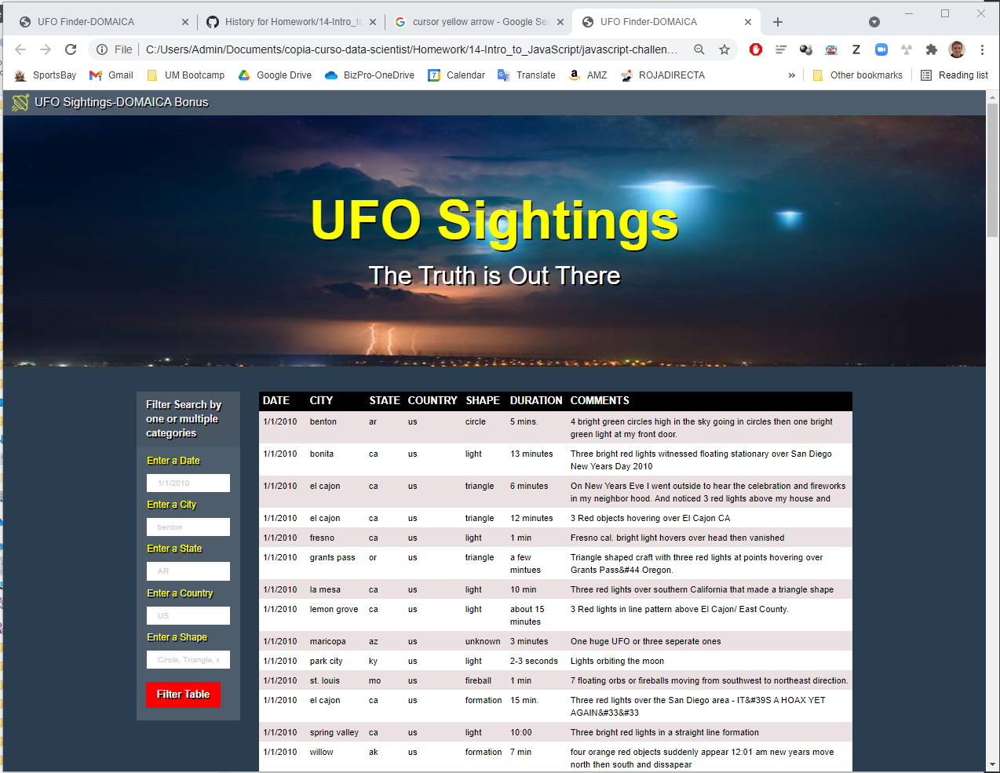 UFO Finder-DOMAICA
History for Homework/14-Intro_to
cursor yellow arrow - Google Sea
UFO Finder-DOMAICA
File
C:/Users/Admin/Documents/copia-curso-data-scientist/Homework/14-Intro_to_JavaScript/javascript-challen…
SportsBay
Gmail
UM Bootcamp
Google Drive
BizPro-OneDrive
7
Calendar
Translate
AMZ
ROJADIRECTA
»
Other bookmarks
Reading list
UFO Sightings-DOMAICA Bonus
UFO Sightings
The Truth is Out There
Filter Search by
one or multiple
categories
Enter a Date
1/1/2010
Enter a City
benton
Enter a State
AR
Enter a Country
US
Enter a Shape
Circle, Triangle, e
Filter Table
DATE CITY STATE COUNTRY SHAPE DURATION COMMENTS
1/1/2010 benton ar us circle 5 mins. 4 bright green circles high in the sky going in circles then one bright
green light at my front door.
1/1/2010 bonita ca us light 13 minutes Three bright red lights witnessed floating stationary over San Diego
New Years Day 2010
1/1/2010 el cajon ca us triangle 6 minutes On New Years Eve I went outside to hear the celebration and fireworks
in my neighbor hood. And noticed 3 red lights above my house and
1/1/2010 el cajon ca us triangle 12 minutes 3 Red objects hovering over El Cajon CA
1/1/2010 fresno ca us light 1 min Fresno cal. bright light hovers over head then vanished
1/1/2010 grants pass or us triangle a few Triangle shaped craft with three red lights at points hovering over
mintues Grants Pass&#44 Oregon.
1/1/2010 la mesa ca us light 10 min Three red lights over southern California that made a triangle shape
1/1/2010 lemon grove ca us light about 15 3 Red lights in line pattern above El Cajon/ East County.
minutes
1/1/2010 maricopa az us unknown 3 minutes One huge UFO or three seperate ones
1/1/2010 park city ky us light 2-3 seconds Lights orbiting the moon
1/1/2010 st. louis mo us fireball 1 min 7 floating orbs or fireballs moving from southwest to northeast direction.
1/1/2010 el cajon ca us formation 15 min. Three red lights over the San Diego area - IT&#39S A HOAX YET
AGAIN&#33&#33
1/1/2010 spring valley ca us light 10:00 Three bright red lights in a straight line formation
1/1/2010 willow ak us formation 7 min four orange red objects suddenly appear 12:01 am new years move
north then south and dissapear